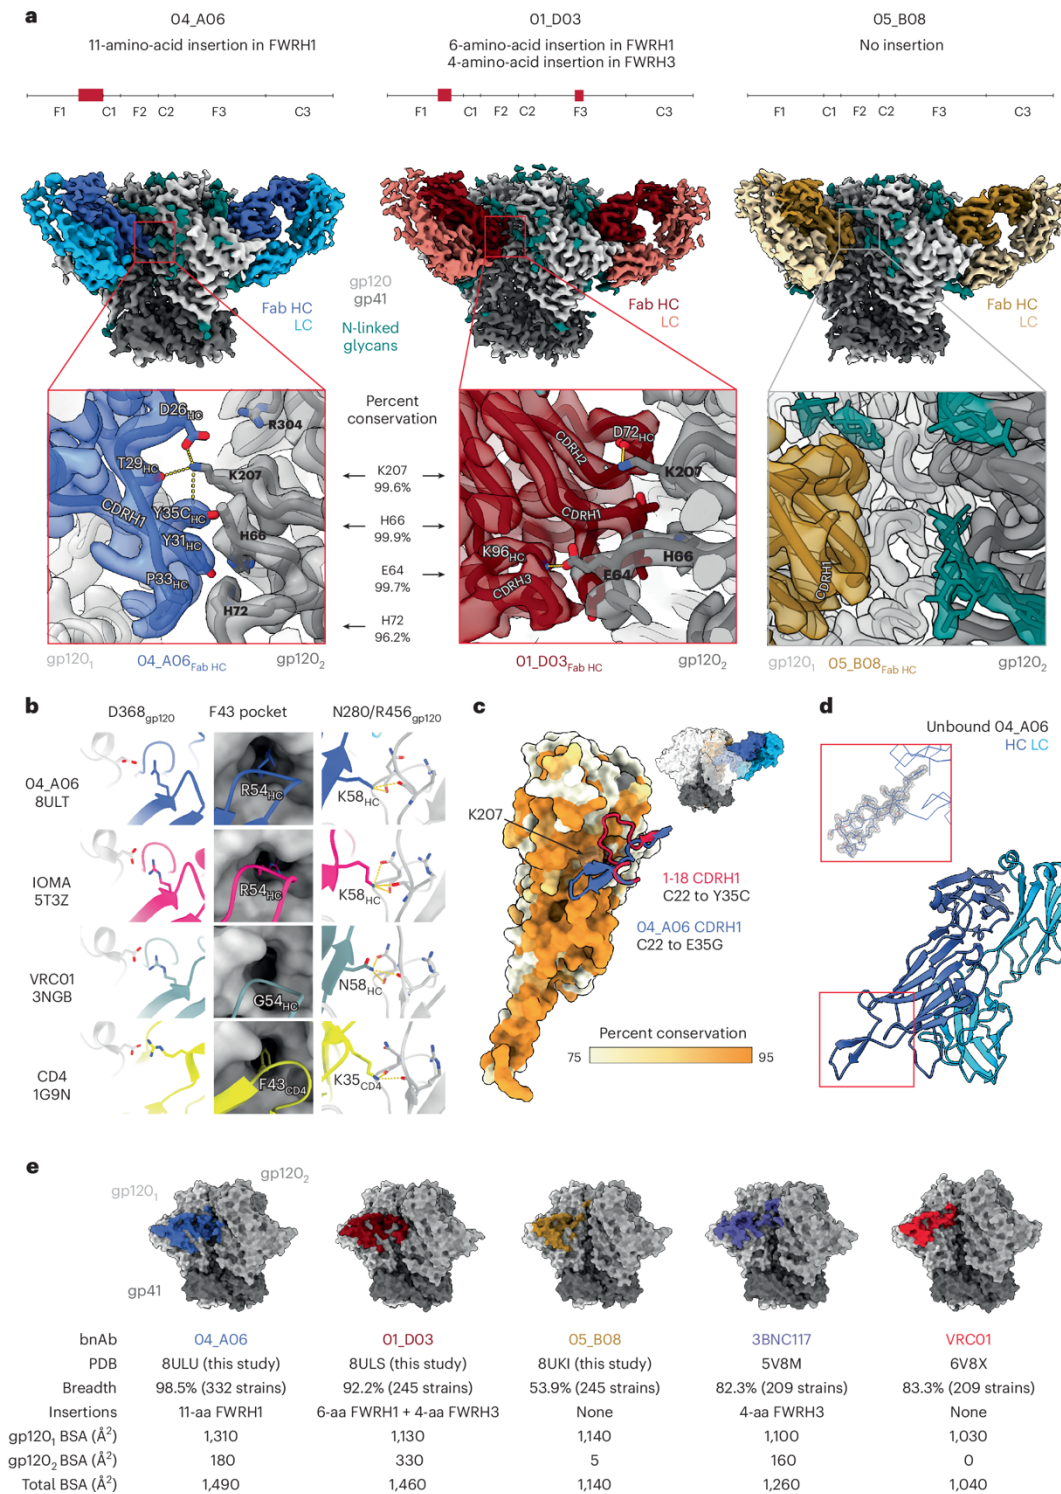 a
04_A06
11-amino-acid insertion in FWRH1
F1 C1 F2 C2 F3 C3
01_D03
6-amino-acid insertion in FWRH1
4-amino-acid insertion in FWRH3
F1 C1 F2 C2 F3 C3
05_B08
No insertion
F1 C1 F2 C2 F3 C3
Fab HC
LC
gp120
gp41
N-linked
glycans
Fab HC
LC
Fab HC
LC
D26HC
R304
T29HC
K207
CDRH1
Y35CHC
Y31HC
H66
P33HC
H72
gp120₁
04_A06Fab HC
gp120₂
Percent
conservation
K207
99.6%
H66
99.9%
E64
99.7%
H72
96.2%
D72HC
CDRH2
K207
CDRH1
K96HC
H66
E64
CDRH3
01_D03Fab HC
gp120₂
CDRH1
gp120₁
05_B08Fab HC
gp120₂
b
D368gp120
F43 pocket
N280/R456gp120
04_A06
8ULT
R54HC
K58HC
IOMA
5T3Z
R54HC
K58HC
VRC01
3NGB
G54HC
N58HC
CD4
1G9N
F43CD4
K35CD4
c
K207
1-18 CDRH1
C22 to Y35C
04_A06 CDRH1
C22 to E35G
Percent conservation
75 95
d
Unbound 04_A06
HC LC
e
gp120₁
gp120₂
gp41
bnAb 04_A06 01_D03 05_B08 3BNC117 VRC01
PDB 8ULU (this study) 8ULS (this study) 8UKI (this study) 5V8M 6V8X
Breadth 98.5% (332 strains) 92.2% (245 strains) 53.9% (245 strains) 82.3% (209 strains) 83.3% (209 strains)
Insertions 11-aa FWRH1 6-aa FWRH1 + 4-aa FWRH3 None 4-aa FWRH3 None
gp120₁ BSA (Å²) 1,310 1,130 1,140 1,100 1,030
gp120₂ BSA (Å²) 180 330 5 160 0
Total BSA (Å²) 1,490 1,460 1,140 1,260 1,040